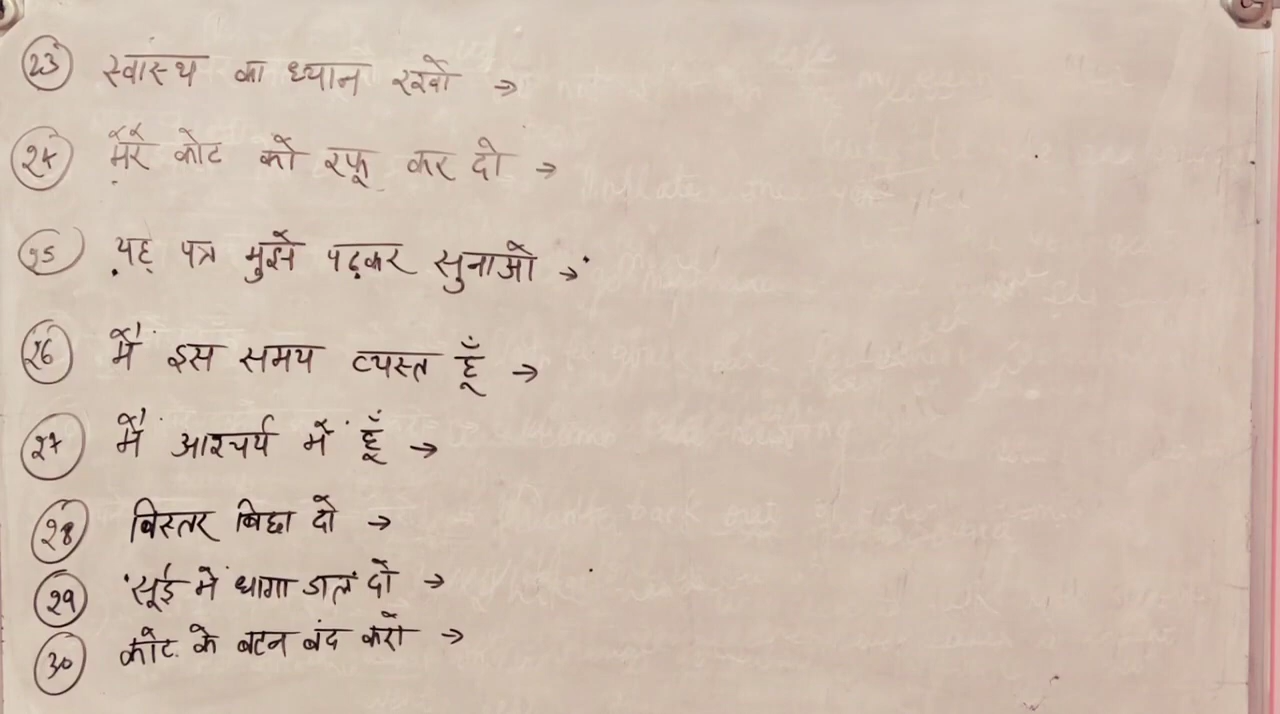 23 स्वास्थ का ध्यान रखो →
24 मेरे कोट को रफू कर दो →
25 यह पत्र मुझे पढ़कर सुनाओ →
26 मैं इस समय व्यस्त हूँ →
27 मैं आश्चर्य में हूँ →
28 बिस्तर बिछा दो →
29 सूई में धागा डाल दो →
30 कोट के बटन बंद करो →